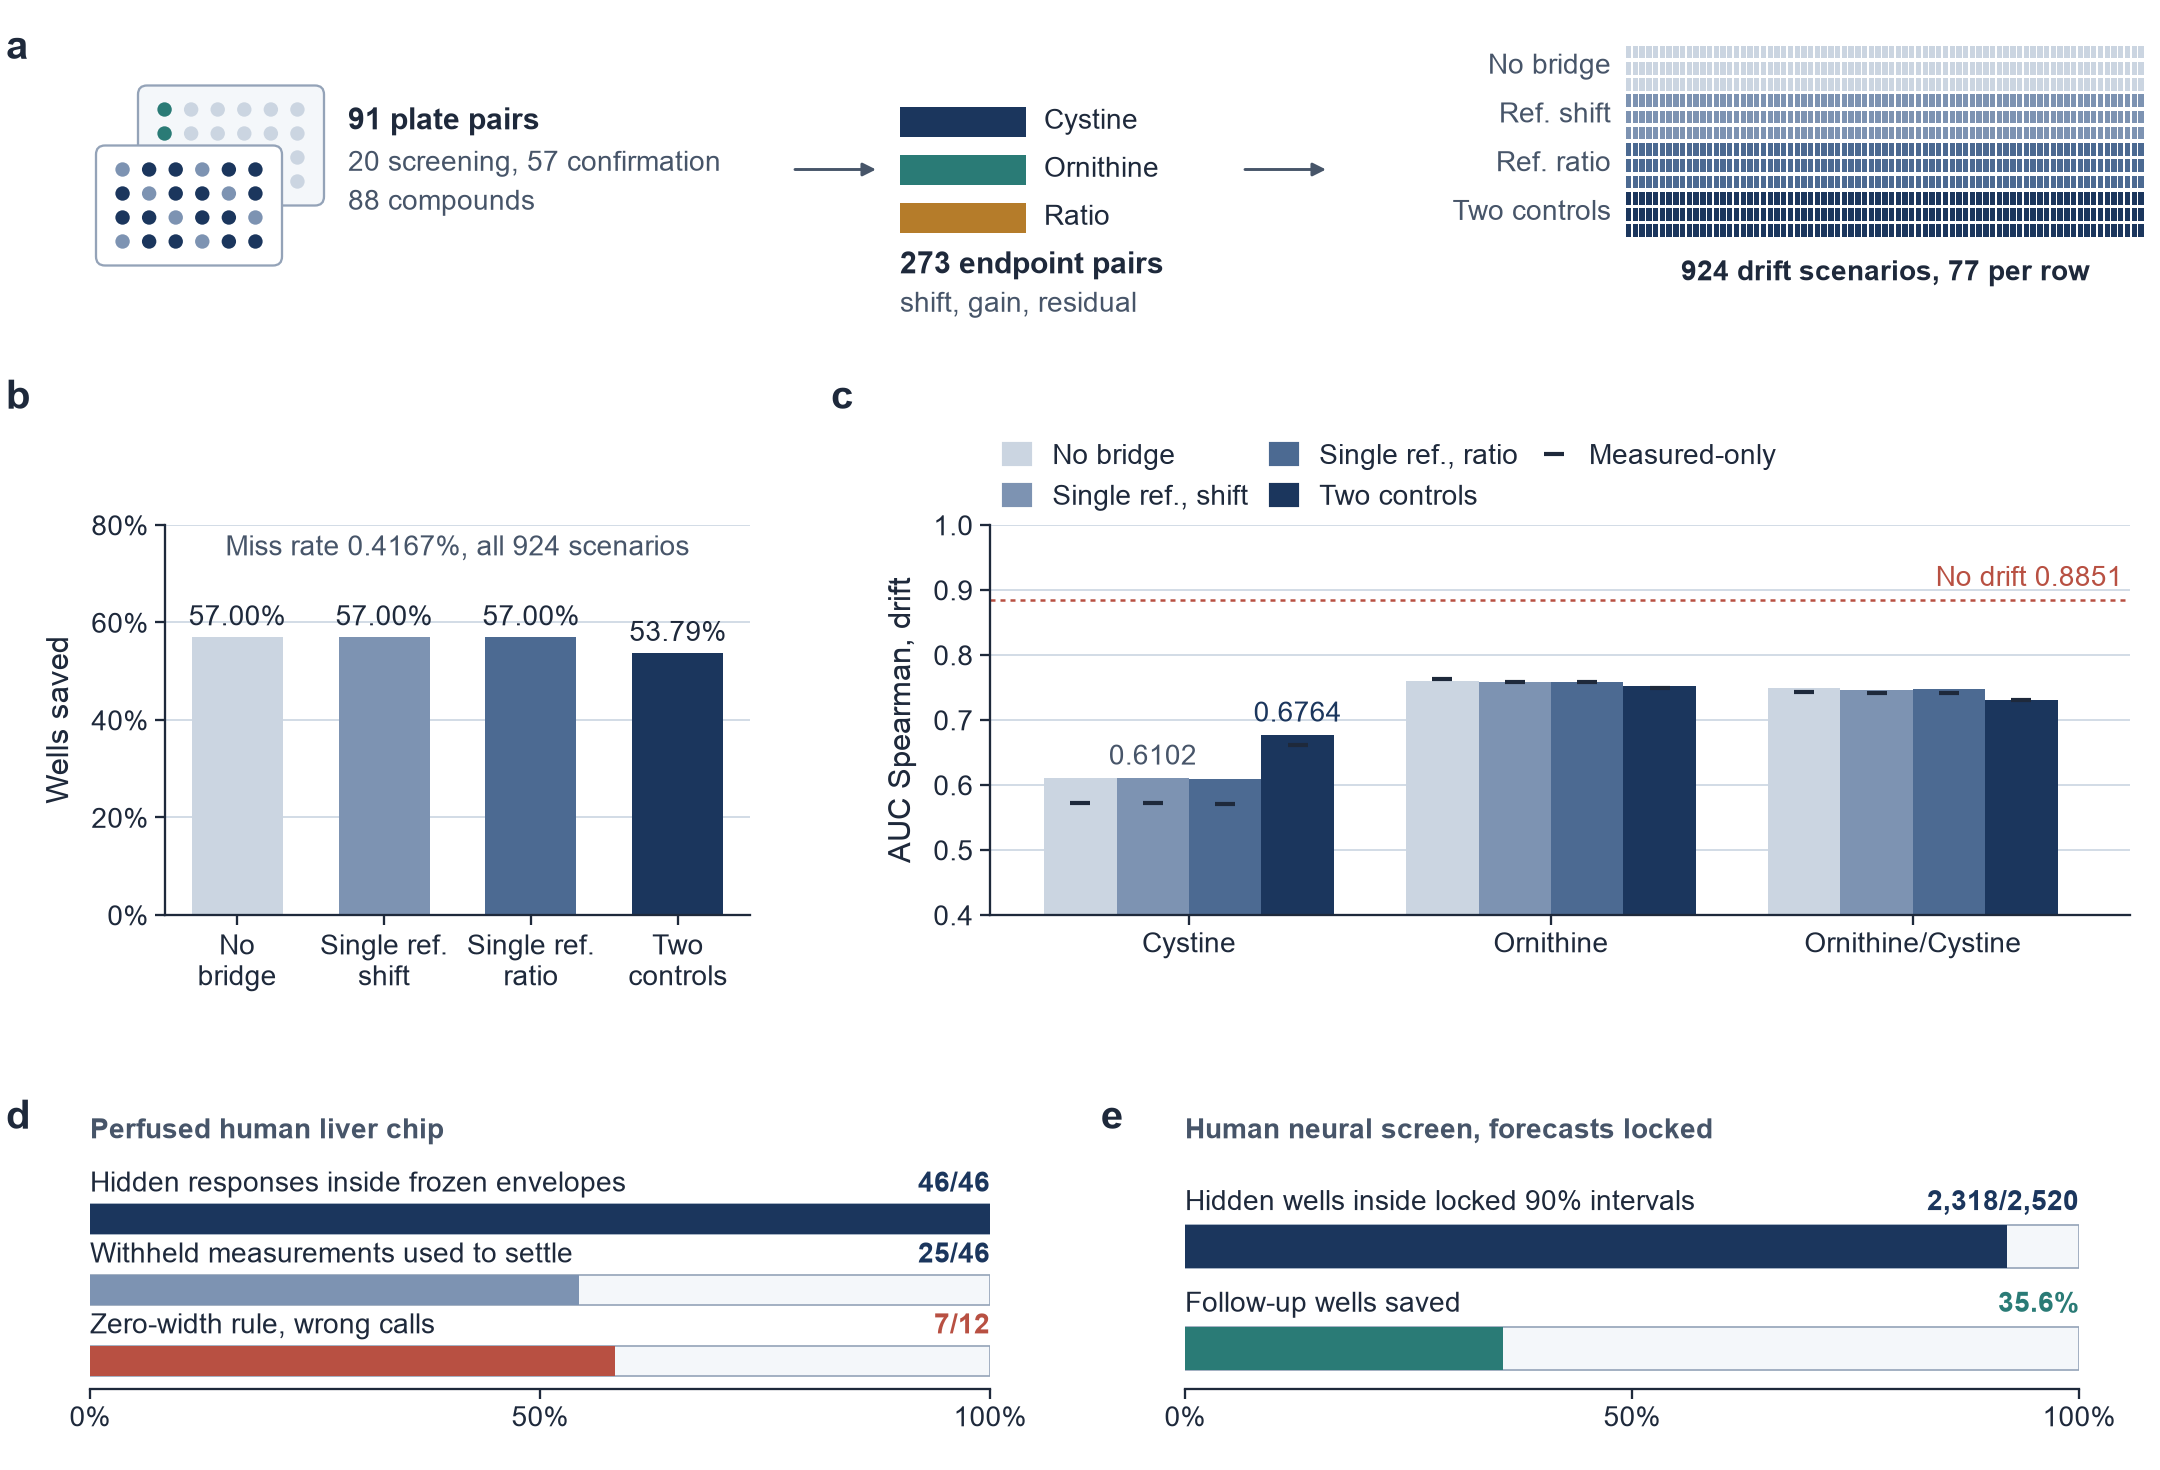 a
91 plate pairs
20 screening, 57 confirmation
88 compounds
Cystine
Ornithine
Ratio
273 endpoint pairs
shift, gain, residual
No bridge
Ref. shift
Ref. ratio
Two controls
924 drift scenarios, 77 per row
b
Wells saved
80%
60%
40%
20%
0%
Miss rate 0.4167%, all 924 scenarios
57.00%
57.00%
57.00%
53.79%
No
bridge
Single ref.
shift
Single ref.
ratio
Two
controls
c
No bridge
Single ref., shift
Single ref., ratio
Two controls
Measured-only
AUC Spearman, drift
1.0
0.9
0.8
0.7
0.6
0.5
0.4
No drift 0.8851
0.6102
0.6764
Cystine
Ornithine
Ornithine/Cystine
d
Perfused human liver chip
Hidden responses inside frozen envelopes 46/46
Withheld measurements used to settle 25/46
Zero-width rule, wrong calls 7/12
0% 50% 100%
e
Human neural screen, forecasts locked
Hidden wells inside locked 90% intervals 2,318/2,520
Follow-up wells saved 35.6%
0% 50% 100%